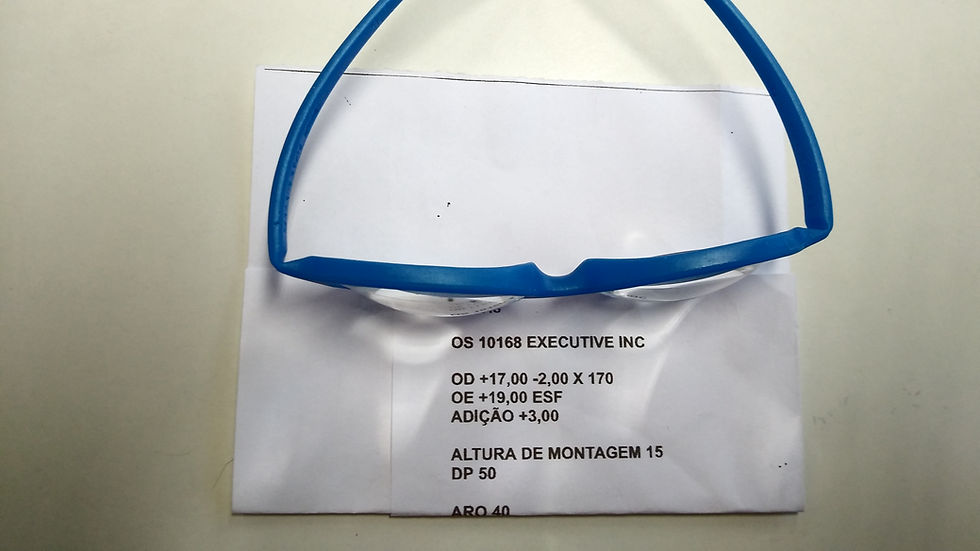 OS 10168 EXECUTIVE INC
OD +17,00 -2,00 X 170
OE +19,00 ESF
ADIÇÃO +3,00
ALTURA DE MONTAGEM 15
DP 50
ARO 40